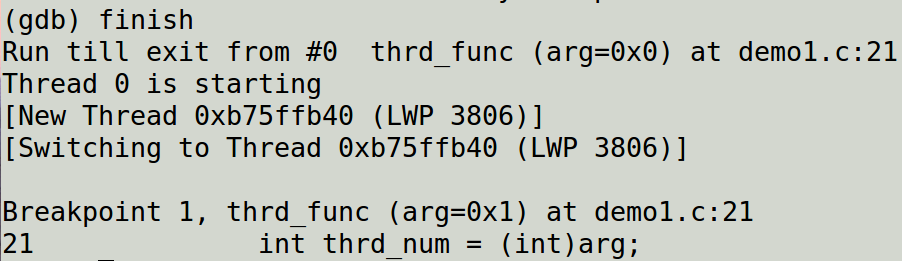 (gdb) finish
Run till exit from #0  thrd_func (arg=0x0) at demo1.c:21
Thread 0 is starting
[New Thread 0xb75ffb40 (LWP 3806)]
[Switching to Thread 0xb75ffb40 (LWP 3806)]

Breakpoint 1, thrd_func (arg=0x1) at demo1.c:21
21    _         int thrd_num = (int)arg;